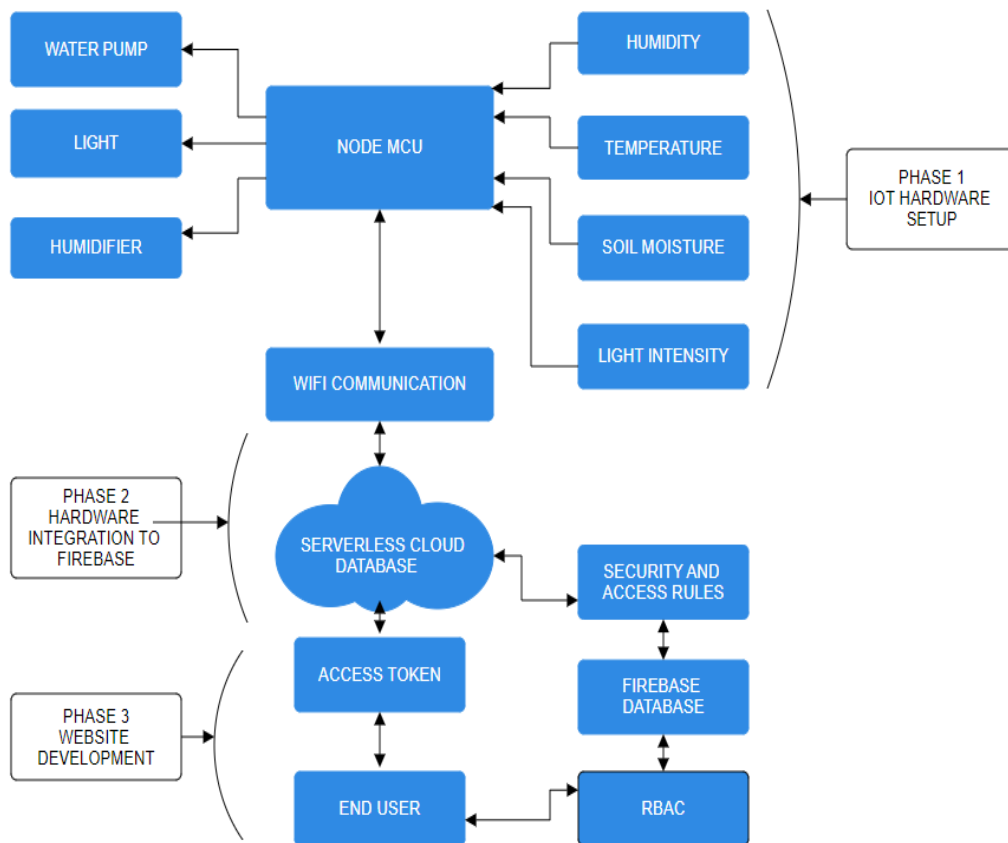 WATER PUMP
HUMIDITY
NODE MCU
LIGHT
TEMPERATURE
PHASE 1
IOT HARDWARE
SETUP
HUMIDIFIER
SOIL MOISTURE
LIGHT INTENSITY
WIFI COMMUNICATION
PHASE 2
HARDWARE
INTEGRATION TO
FIREBASE
SERVERLESS CLOUD
DATABASE
SECURITY AND
ACCESS RULES
ACCESS TOKEN
FIREBASE
DATABASE
PHASE 3
WEBSITE
DEVELOPMENT
END USER
RBAC